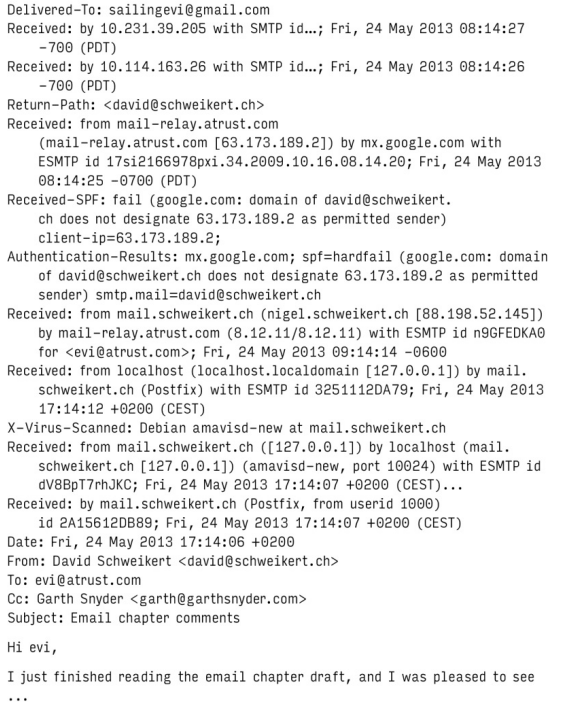 Delivered-To: sailingevi@gmail.com
Received: by 10.231.39.205 with SMTP id…; Fri, 24 May 2013 08:14:27
-700 (PDT)
Received: by 10.114.163.26 with SMTP id…; Fri, 24 May 2013 08:14:26
-700 (PDT)
Return-Path: <david@schweikert.ch>
Received: from mail-relay.atrust.com
(mail-relay.atrust.com [63.173.189.2]) by mx.google.com with
ESMTP id 17si2166978pxi.34.2009.10.16.08.14.20; Fri, 24 May 2013
08:14:25 -0700 (PDT)
Received-SPF: fail (google.com: domain of david@schweikert.
ch does not designate 63.173.189.2 as permitted sender)
client-ip=63.173.189.2;
Authentication-Results: mx.google.com; spf=hardfail (google.com: domain
of david@schweikert.ch does not designate 63.173.189.2 as permitted
sender) smtp.mail=david@schweikert.ch
Received: from mail.schweikert.ch (nigel.schweikert.ch [88.198.52.145])
by mail-relay.atrust.com (8.12.11/8.12.11) with ESMTP id n9GFEDKA0
for <evi@atrust.com>; Fri, 24 May 2013 09:14:14 -0600
Received: from localhost (localhost.localdomain [127.0.0.1]) by mail.
schweikert.ch (Postfix) with ESMTP id 3251112DA79; Fri, 24 May 2013
17:14:12 +0200 (CEST)
X-Virus-Scanned: Debian amavisd-new at mail.schweikert.ch
Received: from mail.schweikert.ch ([127.0.0.1]) by localhost (mail.
schweikert.ch [127.0.0.1]) (amavisd-new, port 10024) with ESMTP id
dV8BpT7rhJKC; Fri, 24 May 2013 17:14:07 +0200 (CEST)...
Received: by mail.schweikert.ch (Postfix, from userid 1000)
id 2A15612DB89; Fri, 24 May 2013 17:14:07 +0200 (CEST)
Date: Fri, 24 May 2013 17:14:06 +0200
From: David Schweikert <david@schweikert.ch>
To: evi@atrust.com
Cc: Garth Snyder <garth@garthsnyder.com>
Subject: Email chapter comments
Hi evi,
I just finished reading the email chapter draft, and I was pleased to see
...